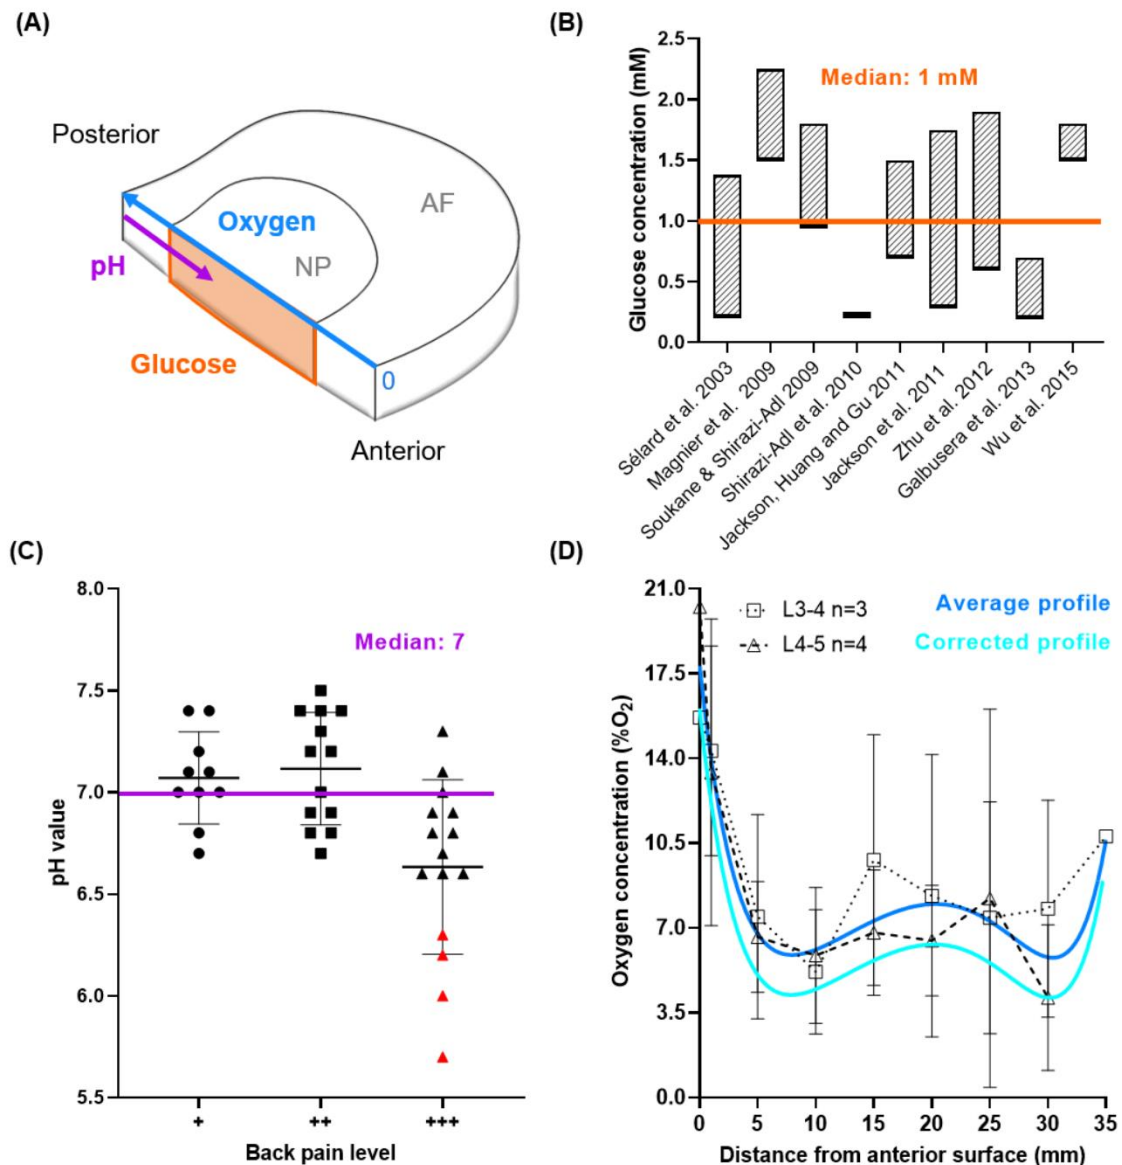 (A)
Posterior
AF
Oxygen
NP
pH
Glucose
0
Anterior
(B)
Glucose concentration (mM)
2.5
2.0
1.5
1.0
0.5
0.0
Median: 1 mM
Sélard et al. 2003
Magnier et al. 2009
Soukane & Shirazi-Adl 2009
Shirazi-Adl et al. 2010
Jackson, Huang and Gu 2011
Jackson et al. 2011
Zhu et al. 2012
Galbusera et al. 2013
Wu et al. 2015
(C)
pH value
8.0
7.5
7.0
6.5
6.0
5.5
Median: 7
+
++
+++
Back pain level
(D)
Oxygen concentration (%O₂)
21.0
17.5
14.0
10.5
7.0
3.5
0.0
L3-4 n=3
L4-5 n=4
Average profile
Corrected profile
0
5
10
15
20
25
30
35
Distance from anterior surface (mm)